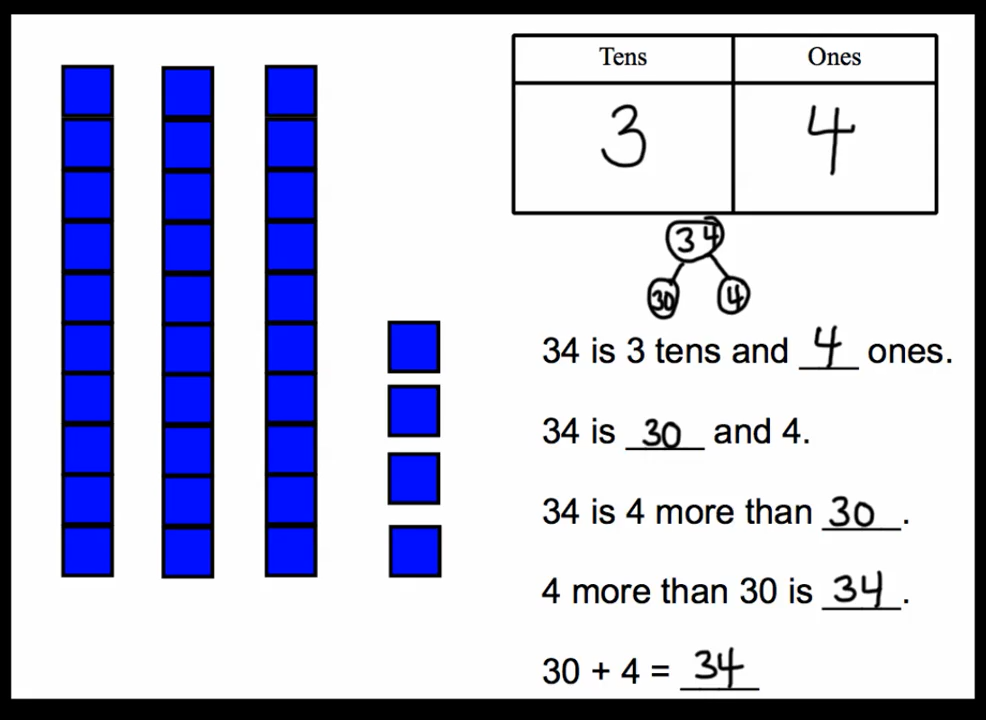 Tens Ones
3 4
34
30 4
34 is 3 tens and 4 ones.
34 is 30 and 4.
34 is 4 more than 30.
4 more than 30 is 34.
30 + 4 = 34